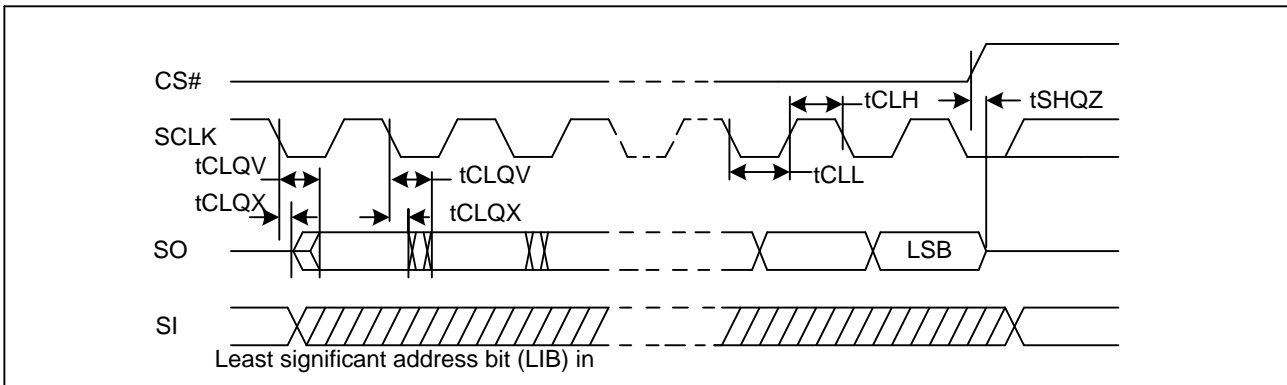 CS#
tCLH
tSHQZ
SCLK
tCLQV
tCLQV
tCLL
tCLQX
tCLQX
SO
LSB
SI
Least significant address bit (LIB) in